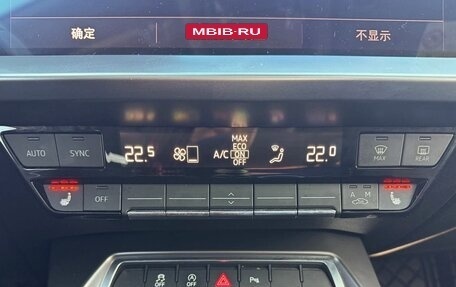 确定
MBIB-RU
不显示
AUTO
SYNC
22.5
A/C
MAX
ECO
ON
OFF
22.0
MAX
REAR
OFF
A
M
OFF
A
P